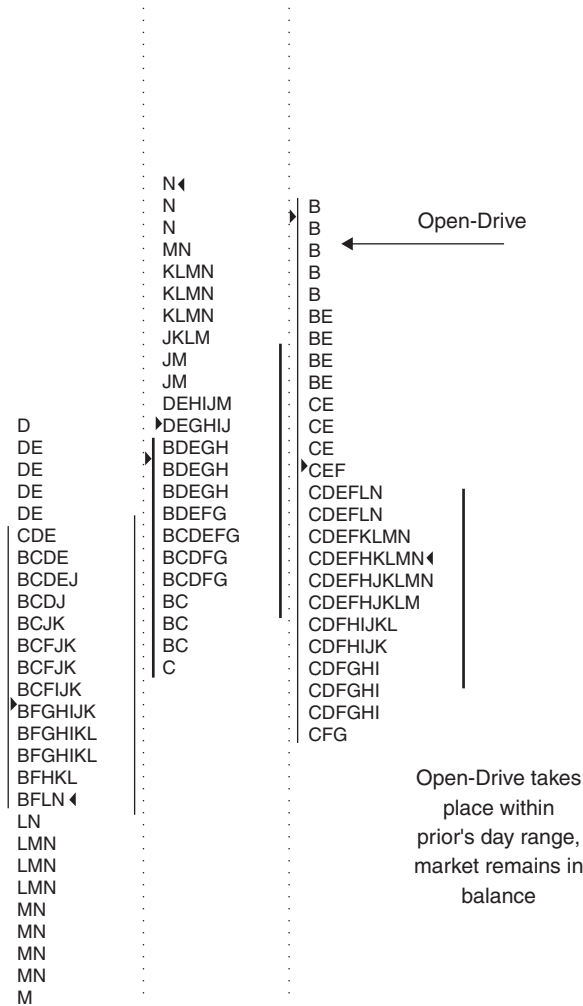 D
DE
DE
DE
DE
CDE
BCDE
BCDEJ
BCDJ
BCJK
BCFJK
BCFJK
BCFIJK
BFGHIJK
BFGHIKL
BFGHIKL
BFHKL
BFLN
LN
LMN
LMN
LMN
MN
MN
MN
MN
M
N
N
N
MN
KLMN
KLMN
KLMN
JKLM
JM
JM
DEHIJM
DEGHIJ
BDEGH
BDEGH
BDEGH
BDEFG
BCDEFG
BCDFG
BCDFG
BC
BC
BC
C
B
B
B
B
B
BE
BE
BE
BE
CE
CE
CE
CEF
CDEFLN
CDEFLN
CDEFKLMN
CDEFHKLMN
CDEFHJKLMN
CDEFHJKLM
CDFHIJKL
CDFHIJK
CDFGHI
CDFGHI
CDFGHI
CFG
Open-Drive
Open-Drive takes
place within
prior's day range,
market remains in
balance